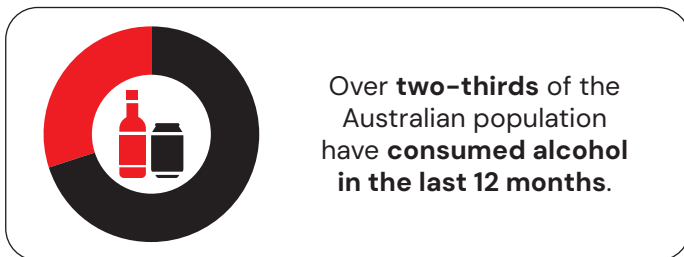 Over two-thirds of the
Australian population
have consumed alcohol
in the last 12 months.